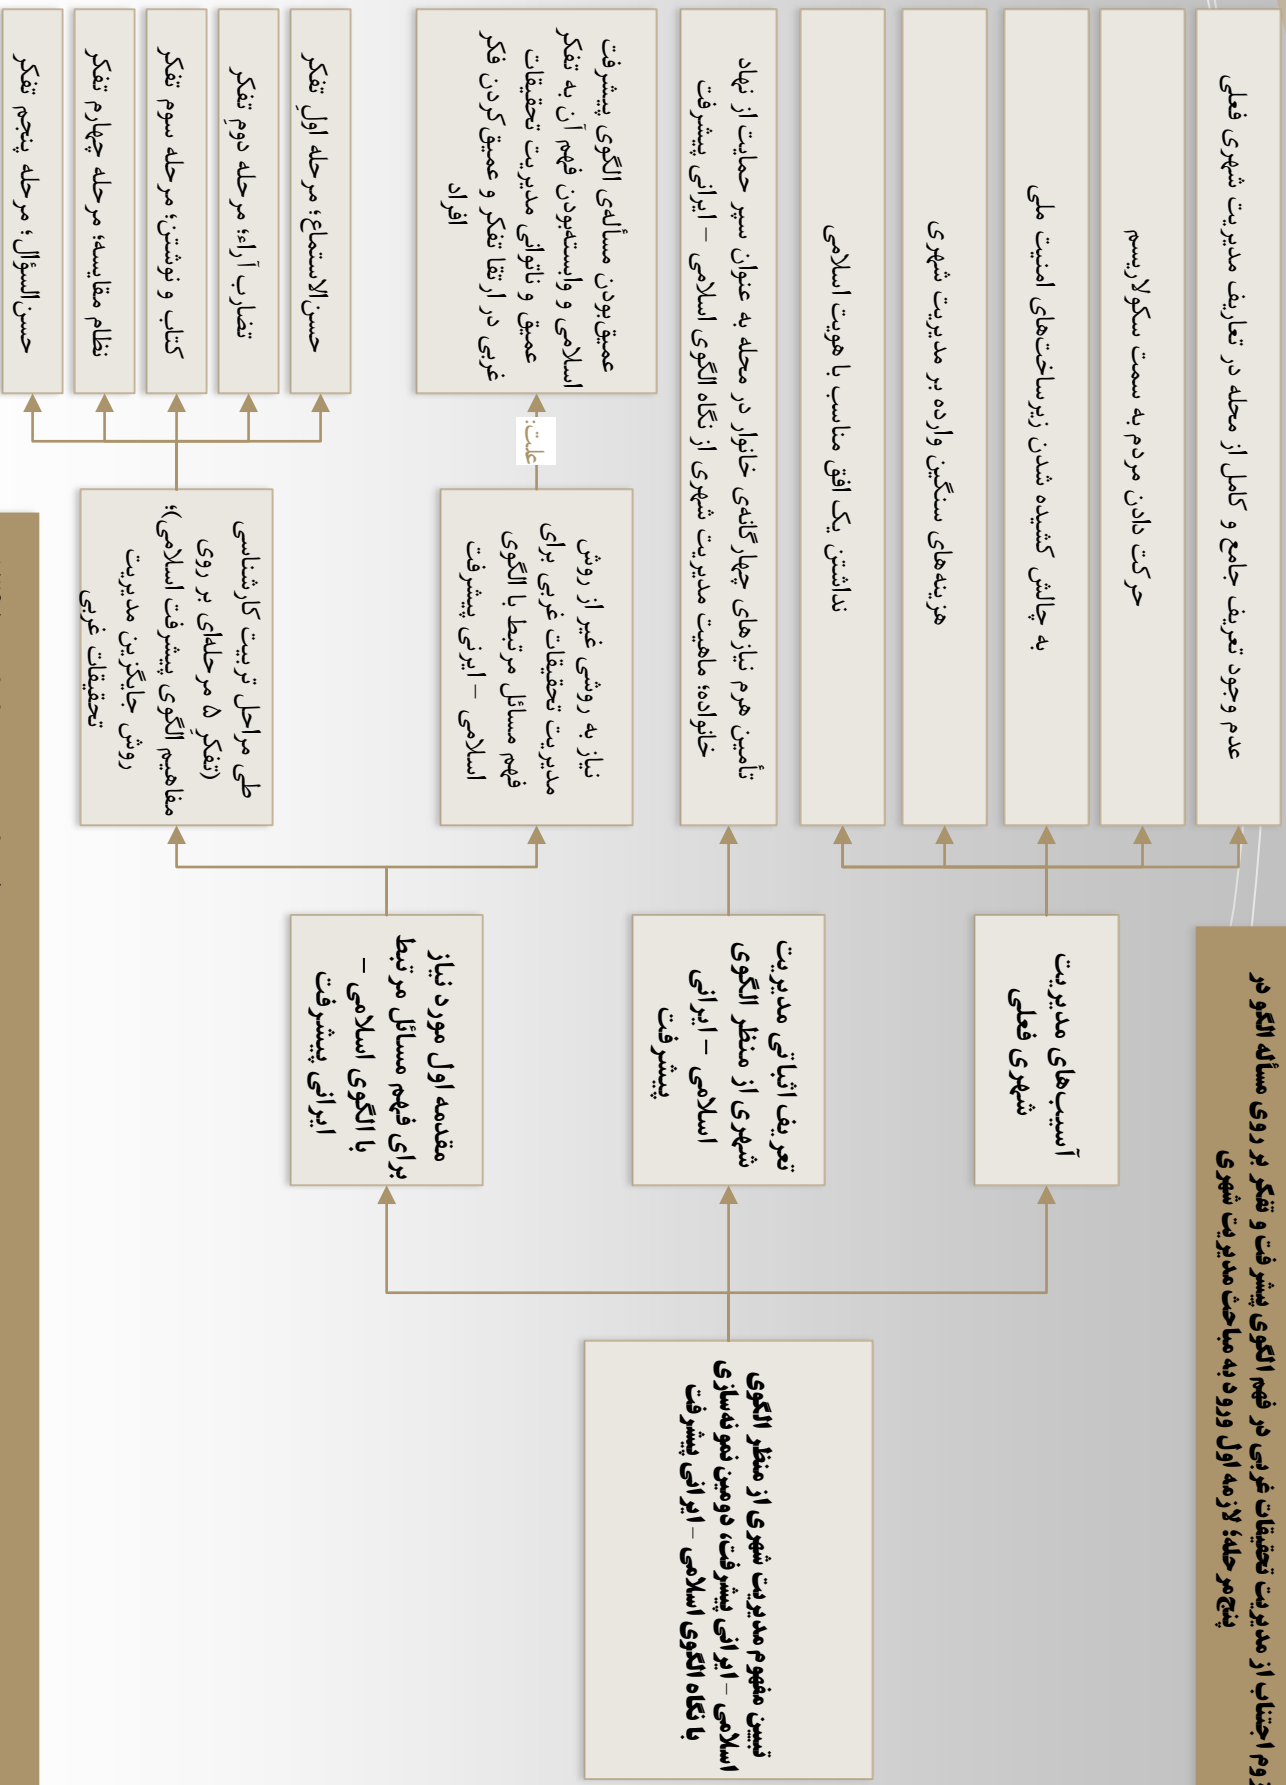 لزوم اجتناب از مدیریت تحقیقات غربی در فهم الگوی پیشرفت و تفکر بر روی مسأله الگو در
پنج‌مرحله؛ لازمه اول ورود به مباحث مدیریت شهری
تبیین مفهوم مدیریت شهری از منظر الگوی
اسلامی – ایرانی پیشرفت، دومین نمونه‌سازی
با نگاه الگوی اسلامی – ایرانی پیشرفت
آسیب‌های مدیریت
شهری فعلی
عدم وجود تعریف جامع و کامل از محله در تعاریف مدیریت شهری فعلی
حرکت دادن مردم به سمت سکولاریسم
به چالش کشیده شدن زیرساخت‌های امنیت ملی
هزینه‌های سنگین وارده بر مدیریت شهری
نداشتن یک افق مناسب با هویت اسلامی
تعریف اثباتی مدیریت
شهری از منظر الگوی
اسلامی – ایرانی
پیشرفت
تأمین هرم نیازهای چهارگانه‌ی خانوار در محله به عنوان سپر حمایت از نهاد
خانواده؛ ماهیت مدیریت شهری از نگاه الگوی اسلامی – ایرانی پیشرفت
مقدمه اول مورد نیاز
برای فهم مسائل مرتبط
با الگوی اسلامی –
ایرانی پیشرفت
نیاز به روشی غیر از روش
مدیریت تحقیقات غربی برای
فهم مسائل مرتبط با الگوی
اسلامی – ایرنی پیشرفت
علت:
عمیق‌بودن مسأله‌ی الگوی پیشرفت
اسلامی و وابسته‌بودن فهم آن به تفکر
عمیق و ناتوانی مدیریت تحقیقات
غربی در ارتقا تفکر و عمیق کردن فکر
افراد
طی مراحل تربیت کارشناسی
(تفکرِ ۵ مرحله‌ای بر روی
مفاهیم الگوی پیشرفت اسلامی)؛
روش جایگزین مدیریت
تحقیقات غربی
حسن‌الاستماع؛ مرحله اولِ تفکر
تضارب آراء؛ مرحله دومِ تفکر
کتاب و نوشتن؛ مرحله سوم تفکر
نظام مقایسه؛ مرحله چهارم تفکر
حسن‌السؤال؛ مرحله پنجم تفکر